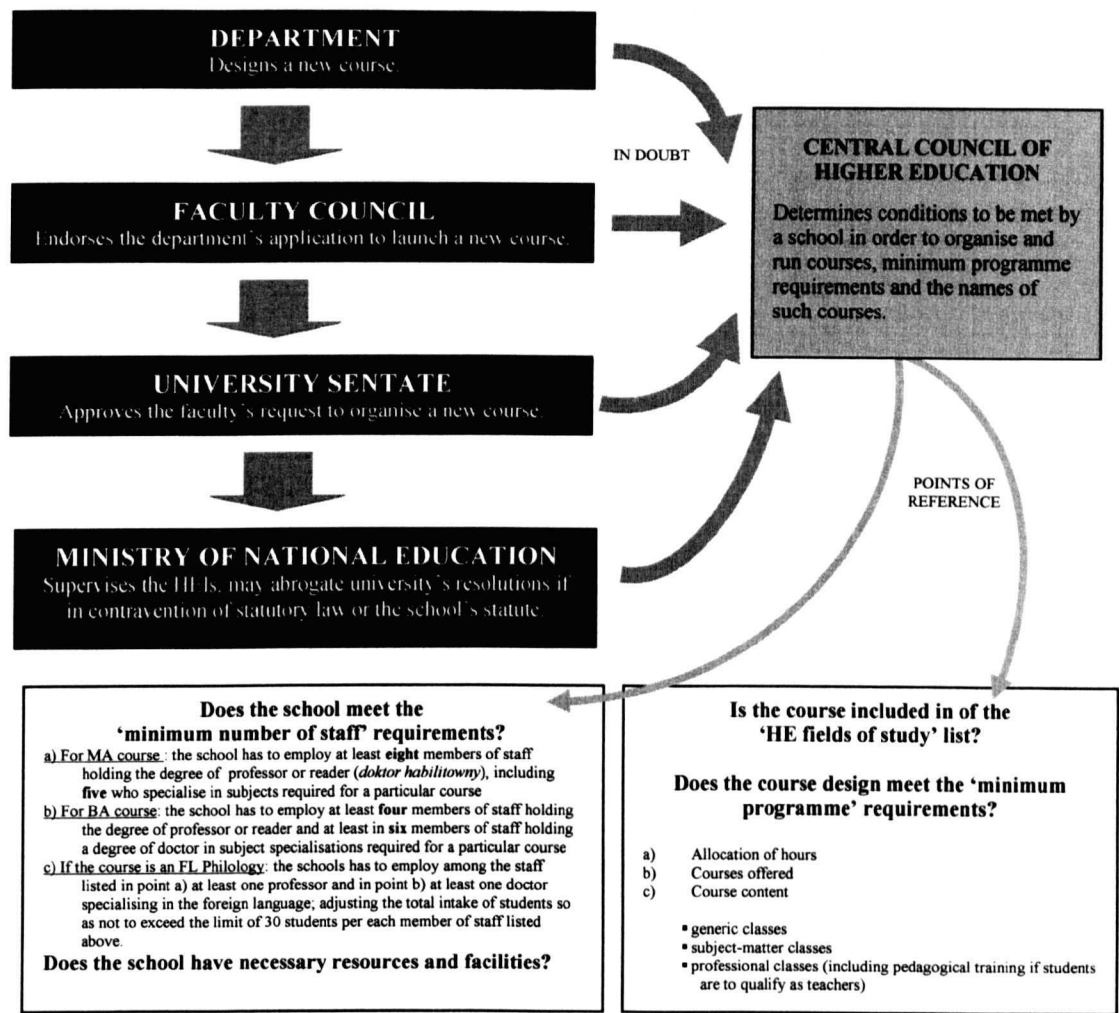 DEPARTMENT
Designs a new course.
IN DOUBT
CENTRAL COUNCIL OF
HIGHER EDUCATION
Determines conditions to be met by
a school in order to organise and
run courses, minimum programme
requirements and the names of
such courses.
FACULTY COUNCIL
Endorses the department's application to launch a new course.
UNIVERSITY SENTATE
Approves the faculty's request to organise a new course.
POINTS OF
REFERENCE
MINISTRY OF NATIONAL EDUCATION
Supervises the HEIs, may abrogate university's resolutions if
in contravention of statutory law or the school's statute.
Does the school meet the
'minimum number of staff' requirements?
a) For MA course : the school has to employ at least eight members of staff
holding the degree of professor or reader (doktor habilitowny), including
five who specialise in subjects required for a particular course
b) For BA course: the school has to employ at least four members of staff holding
the degree of professor or reader and at least in six members of staff holding
a degree of doctor in subject specialisations required for a particular course
c) If the course is an FL Philology: the schools has to employ among the staff
listed in point a) at least one professor and in point b) at least one doctor
specialising in the foreign language; adjusting the total intake of students so
as not to exceed the limit of 30 students per each member of staff listed
above.
Does the school have necessary resources and facilities?
Is the course included in of the
'HE fields of study' list?
Does the course design meet the 'minimum
programme' requirements?
a) Allocation of hours
b) Courses offered
c) Course content
▪ generic classes
▪ subject-matter classes
▪ professional classes (including pedagogical training if students
are to qualify as teachers)